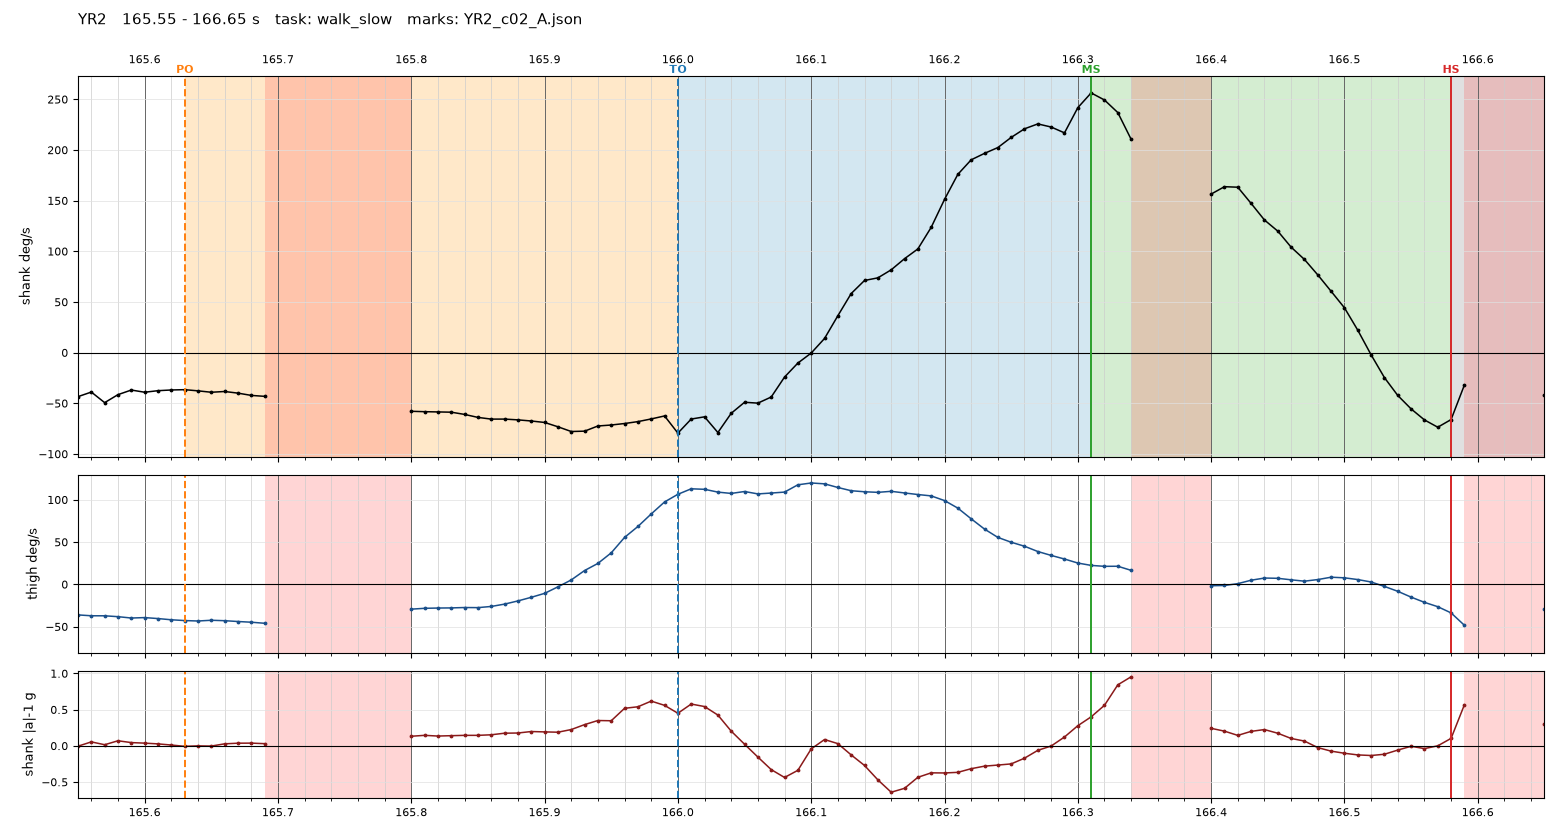 YR2   165.55 - 166.65 s   task: walk_slow   marks: YR2_c02_A.json
165.6 165.7 165.8 165.9 166.0 166.1 166.2 166.3 166.4 166.5 166.6
PO TO MS HS
shank deg/s
250
200
150
100
50
0
−50
−100
thigh deg/s
100
50
0
−50
shank |a|-1 g
1.0
0.5
0.0
−0.5
165.6 165.7 165.8 165.9 166.0 166.1 166.2 166.3 166.4 166.5 166.6